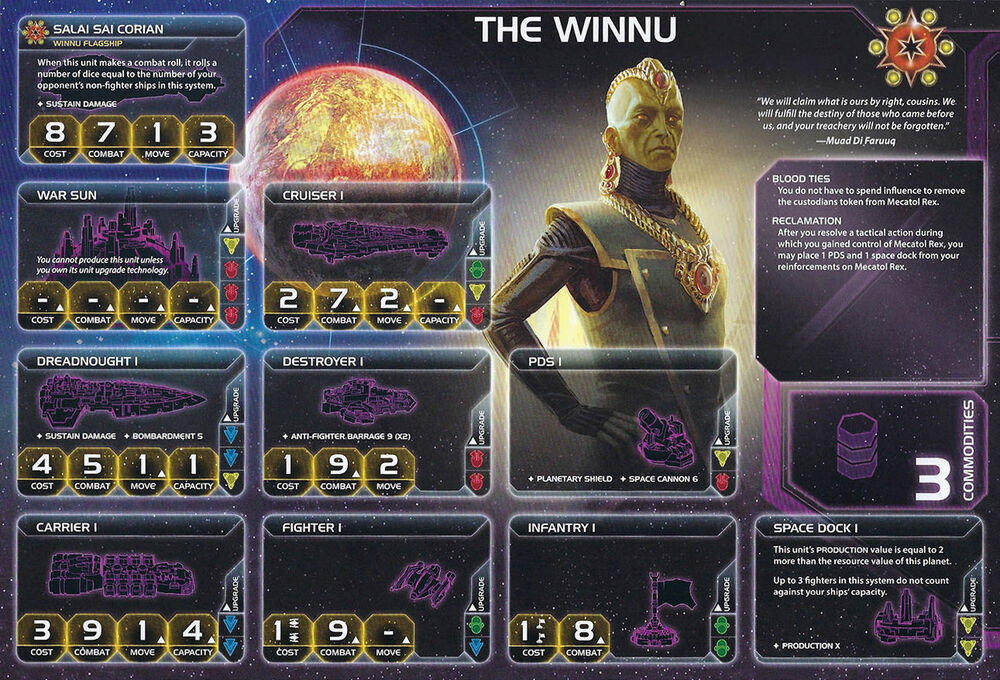 THE WINNU
"We will claim what is ours by right, cousins. We
will fulfill the destiny of those who came before
us, and your treachery will not be forgotten."
—Muad Di Faruuq
SALAI SAI CORIAN
WINNU FLAGSHIP
When this unit makes a combat roll, it rolls a
number of dice equal to the number of your
opponent's non-fighter ships in this system.
SUSTAIN DAMAGE
8 7 1 3
COST COMBAT MOVE CAPACITY
BLOOD TIES
You do not have to spend influence to remove
the custodians token from Mecatol Rex.
RECLAMATION
After you resolve a tactical action during
which you gained control of Mecatol Rex, you
may place 1 PDS and 1 space dock from your
reinforcements on Mecatol Rex.
WAR SUN
You cannot produce this unit unless
you own its unit upgrade technology.
- - - -
COST COMBAT MOVE CAPACITY
UPGRADE
CRUISER I
2 7 2 -
COST COMBAT MOVE CAPACITY
UPGRADE
DREADNOUGHT I
SUSTAIN DAMAGE BOMBARDMENT 5
4 5 1 1
COST COMBAT MOVE CAPACITY
UPGRADE
DESTROYER I
ANTI-FIGHTER BARRAGE 9 (X2)
1 9 2
COST COMBAT MOVE
UPGRADE
PDS I
PLANETARY SHIELD SPACE CANNON 6
UPGRADE
3
COMMODITIES
CARRIER I
3 9 1 4
COST COMBAT MOVE CAPACITY
UPGRADE
FIGHTER I
1 9 -
COST COMBAT MOVE
UPGRADE
INFANTRY I
1 8
COST COMBAT
UPGRADE
SPACE DOCK I
This unit's PRODUCTION value is equal to 2
more than the resource value of this planet.
Up to 3 fighters in this system do not count
against your ships' capacity.
PRODUCTION X
UPGRADE